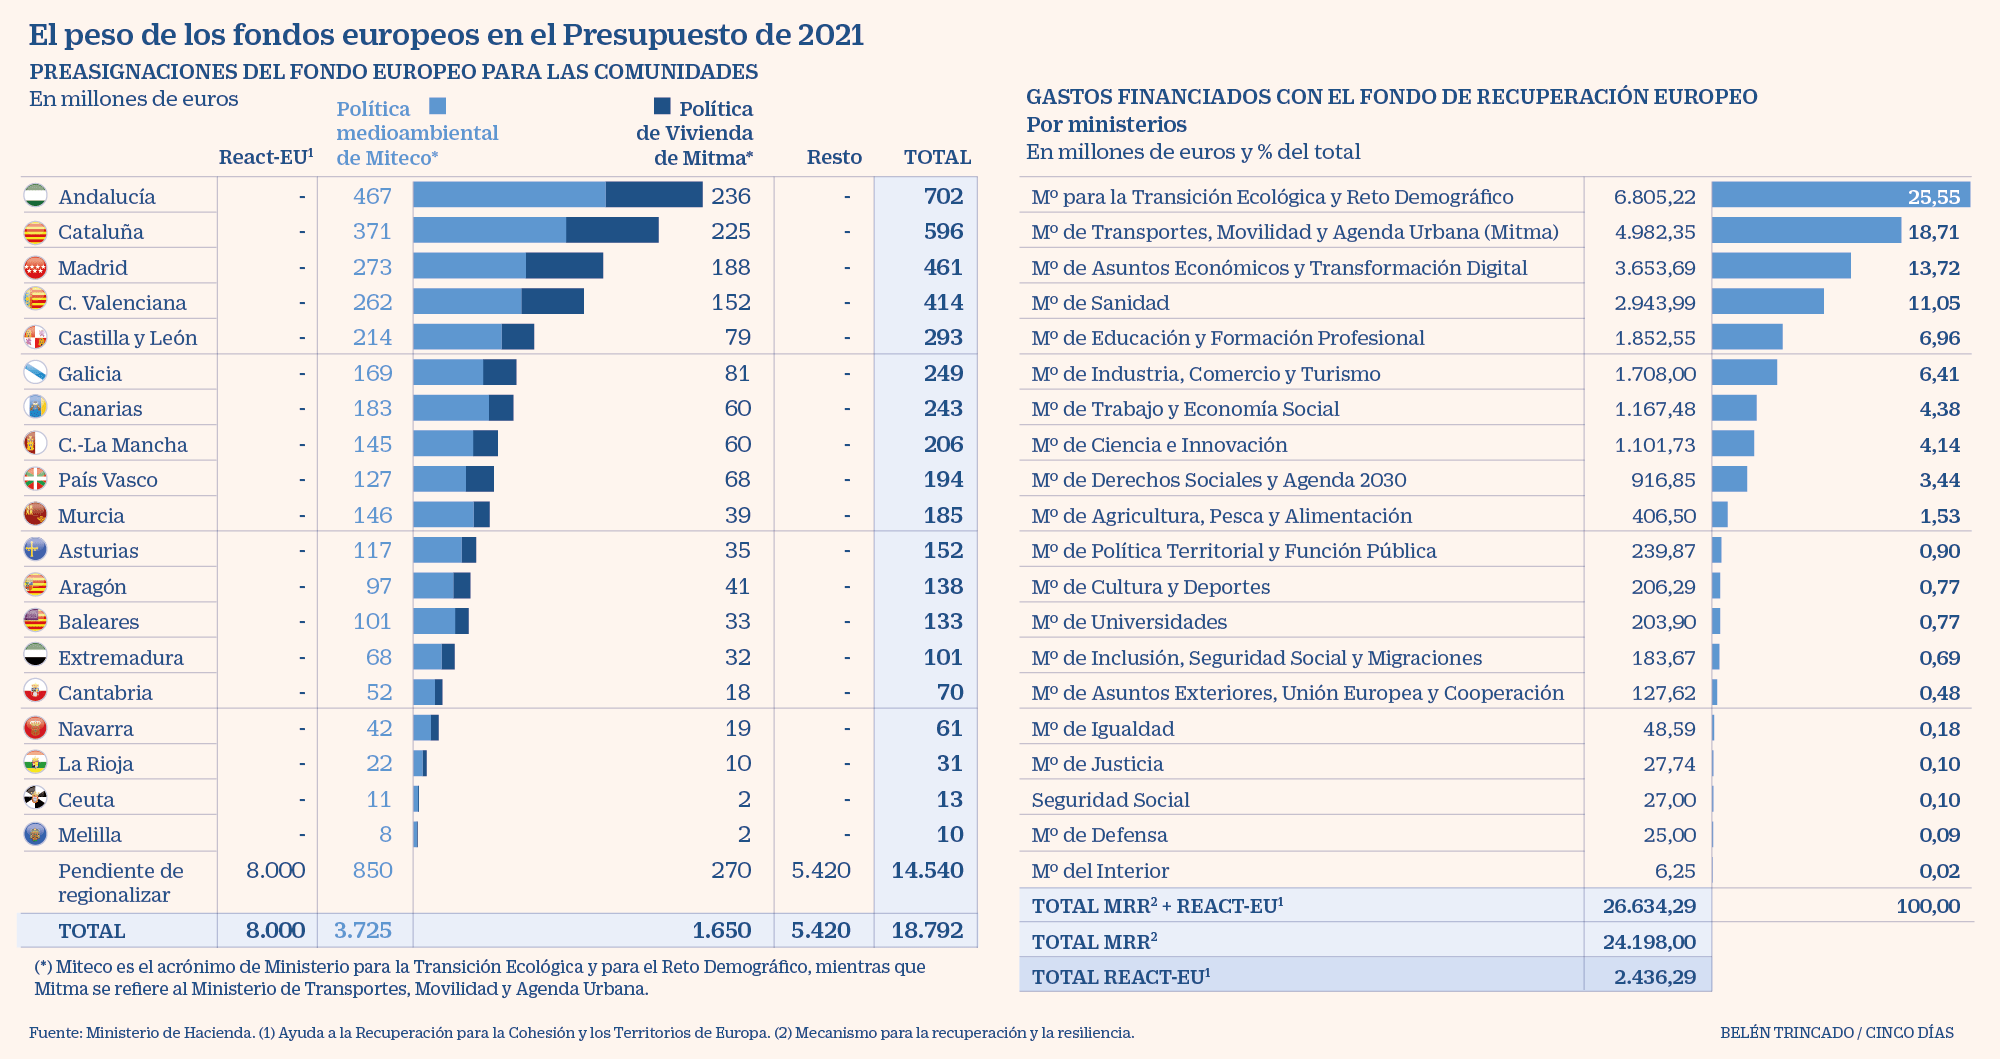 El peso de los fondos europeos en el Presupuesto de 2021
PREASIGNACIONES DEL FONDO EUROPEO PARA LAS COMUNIDADES
En millones de euros
React-EU¹
Política
medioambiental
de Miteco*
Política
de Vivienda
de Mitma*
Resto
TOTAL
Andalucía - 467 236 - 702
Cataluña - 371 225 - 596
Madrid - 273 188 - 461
C. Valenciana - 262 152 - 414
Castilla y León - 214 79 - 293
Galicia - 169 81 - 249
Canarias - 183 60 - 243
C.-La Mancha - 145 60 - 206
País Vasco - 127 68 - 194
Murcia - 146 39 - 185
Asturias - 117 35 - 152
Aragón - 97 41 - 138
Baleares - 101 33 - 133
Extremadura - 68 32 - 101
Cantabria - 52 18 - 70
Navarra - 42 19 - 61
La Rioja - 22 10 - 31
Ceuta - 11 2 - 13
Melilla - 8 2 - 10
Pendiente de 8.000 850 270 5.420 14.540
regionalizar
TOTAL 8.000 3.725 1.650 5.420 18.792
(*) Miteco es el acrónimo de Ministerio para la Transición Ecológica y para el Reto Demográfico, mientras que
Mitma se refiere al Ministerio de Transportes, Movilidad y Agenda Urbana.
GASTOS FINANCIADOS CON EL FONDO DE RECUPERACIÓN EUROPEO
Por ministerios
En millones de euros y % del total
Mº para la Transición Ecológica y Reto Demográfico 6.805,22 25,55
Mº de Transportes, Movilidad y Agenda Urbana (Mitma) 4.982,35 18,71
Mº de Asuntos Económicos y Transformación Digital 3.653,69 13,72
Mº de Sanidad 2.943,99 11,05
Mº de Educación y Formación Profesional 1.852,55 6,96
Mº de Industria, Comercio y Turismo 1.708,00 6,41
Mº de Trabajo y Economía Social 1.167,48 4,38
Mº de Ciencia e Innovación 1.101,73 4,14
Mº de Derechos Sociales y Agenda 2030 916,85 3,44
Mº de Agricultura, Pesca y Alimentación 406,50 1,53
Mº de Política Territorial y Función Pública 239,87 0,90
Mº de Cultura y Deportes 206,29 0,77
Mº de Universidades 203,90 0,77
Mº de Inclusión, Seguridad Social y Migraciones 183,67 0,69
Mº de Asuntos Exteriores, Unión Europea y Cooperación 127,62 0,48
Mº de Igualdad 48,59 0,18
Mº de Justicia 27,74 0,10
Seguridad Social 27,00 0,10
Mº de Defensa 25,00 0,09
Mº del Interior 6,25 0,02
TOTAL MRR² + REACT-EU¹ 26.634,29 100,00
TOTAL MRR² 24.198,00
TOTAL REACT-EU¹ 2.436,29
Fuente: Ministerio de Hacienda. (1) Ayuda a la Recuperación para la Cohesión y los Territorios de Europa. (2) Mecanismo para la recuperación y la resiliencia.
BELÉN TRINCADO / CINCO DÍAS